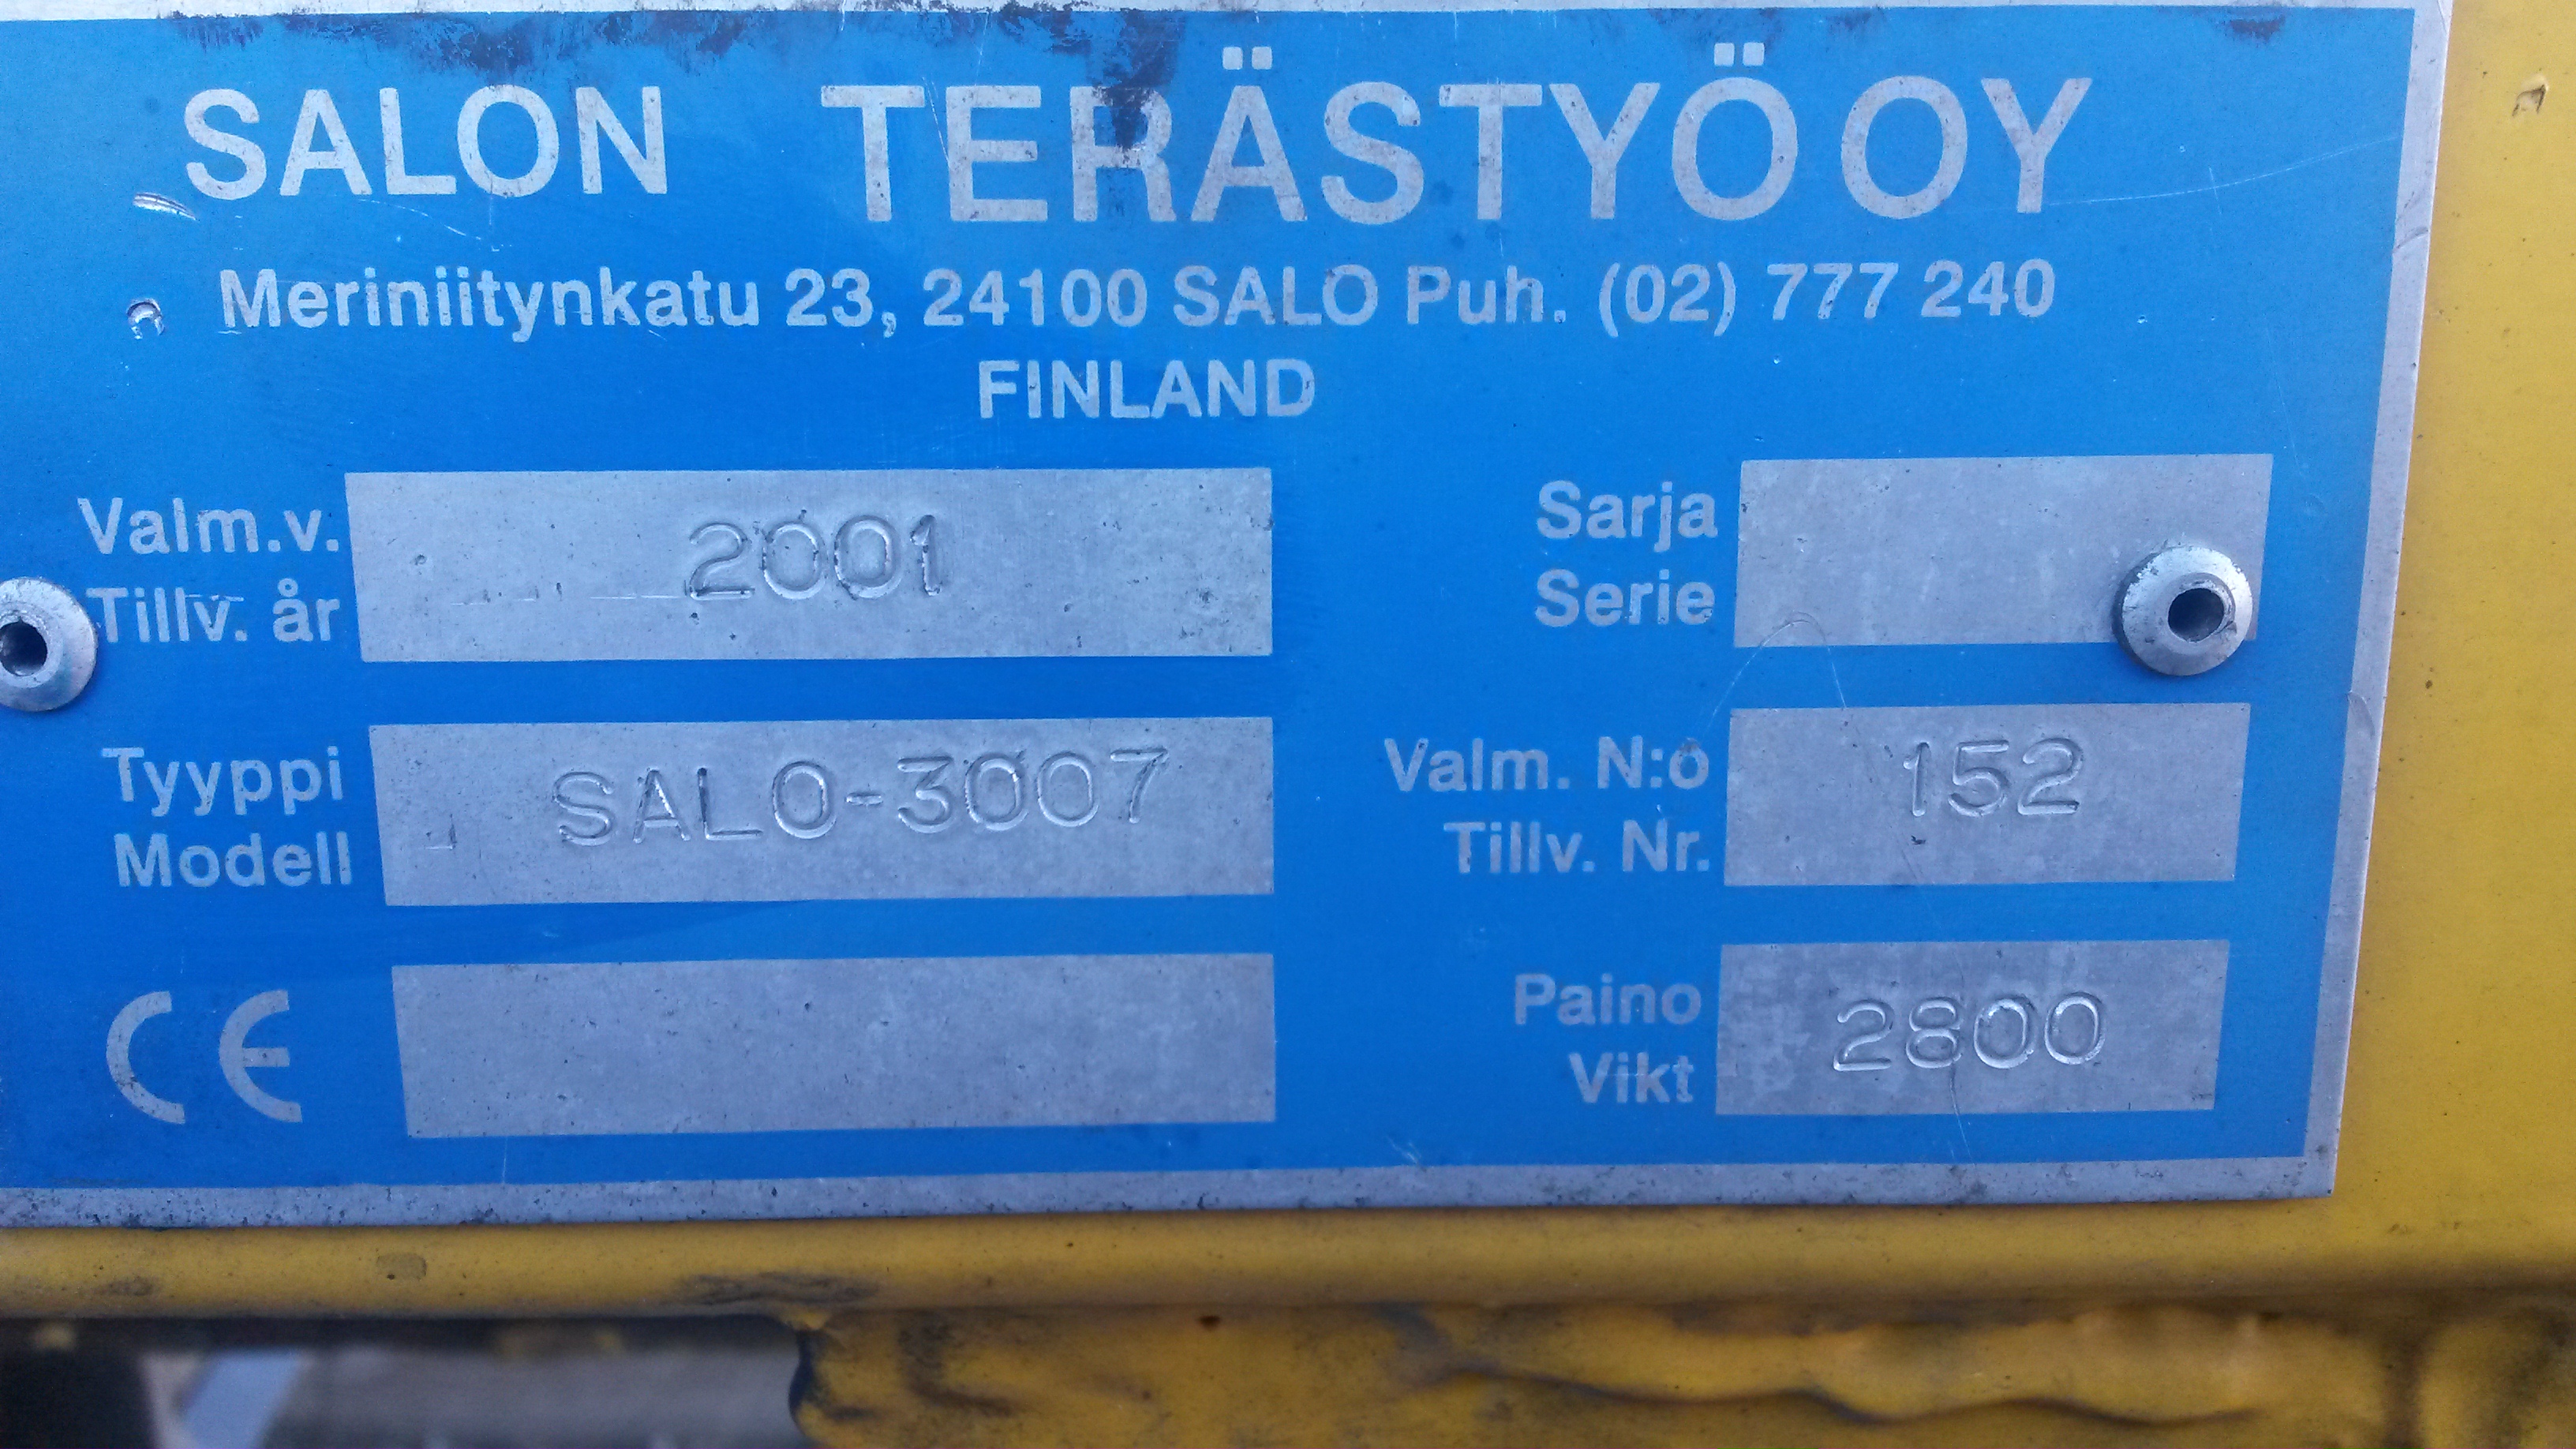 SALON TERÄSTYÖ OY
Meriniitynkatu 23, 24100 SALO Puh. (02) 777 240
FINLAND
Valm.v.
Tillv. år
2001
Sarja
Serie
Tyyppi
Modell
SALO-3007
Valm. N:o
Tillv. Nr.
152
CE
Paino
Vikt
2800